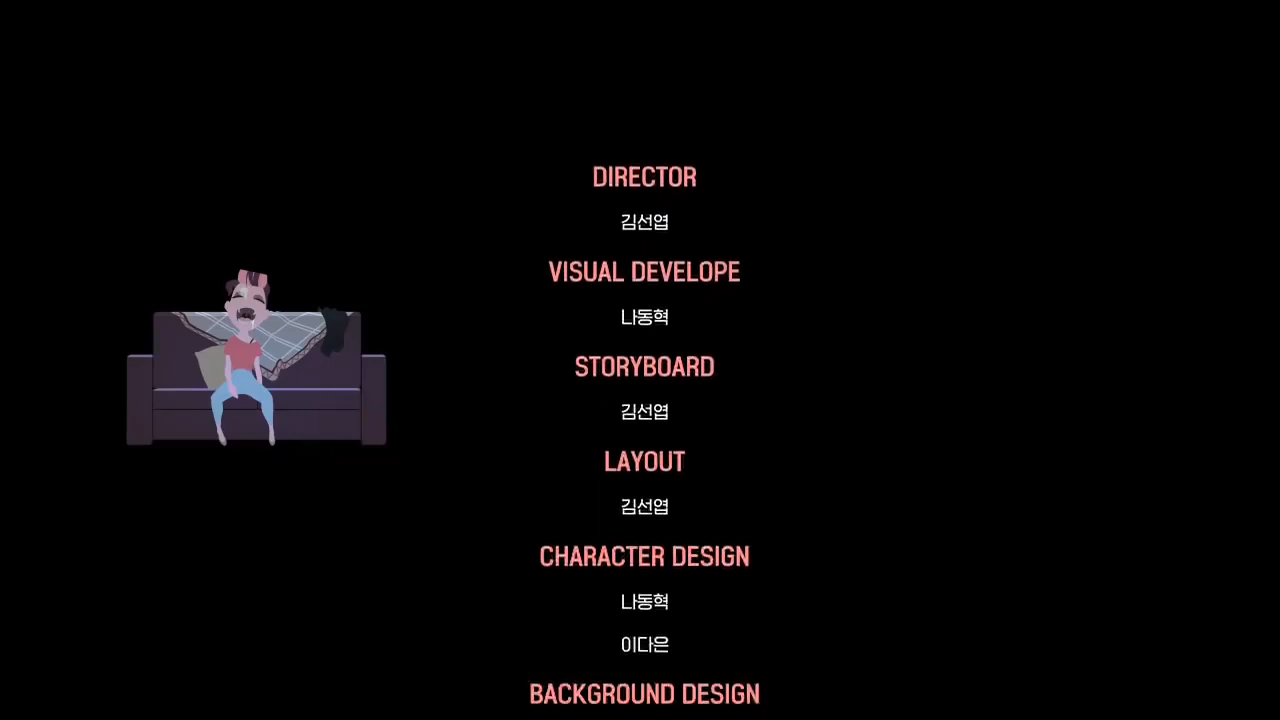 DIRECTOR
김선엽
VISUAL DEVELOPE
나동혁
STORYBOARD
김선엽
LAYOUT
김선엽
CHARACTER DESIGN
나동혁
이다은
BACKGROUND DESIGN